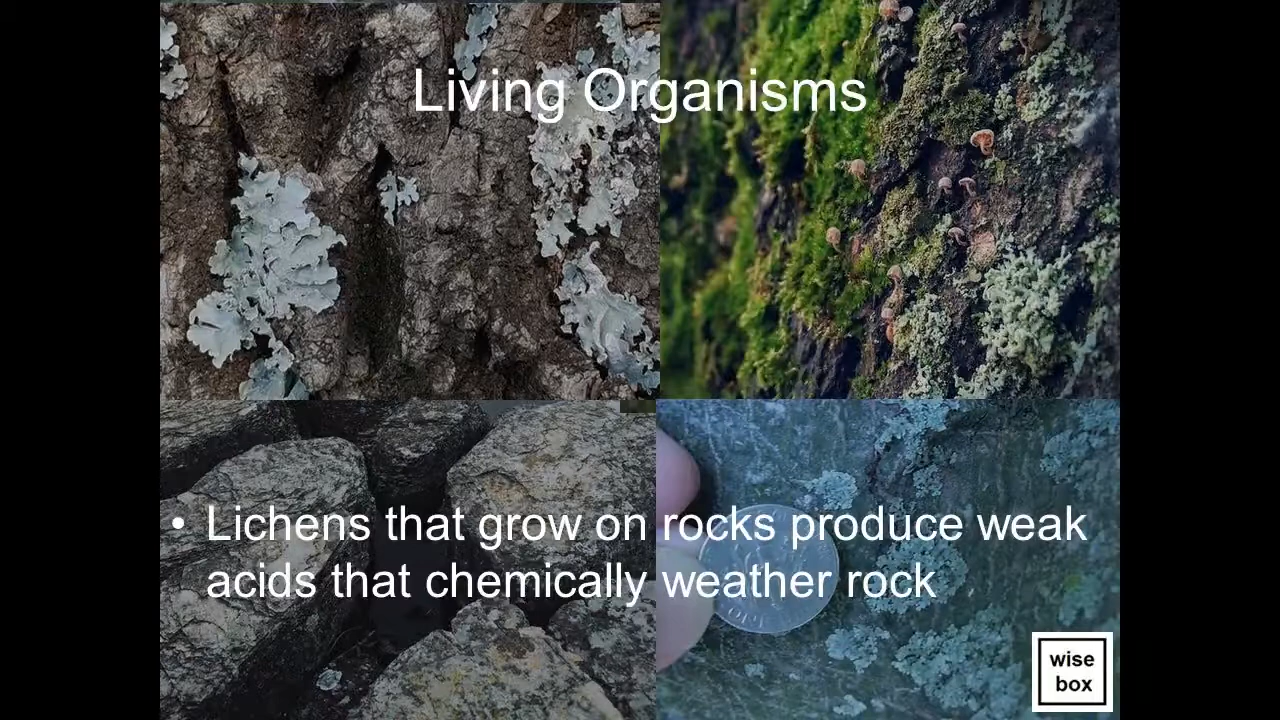 Living Organisms
• Lichens that grow on rocks produce weak
acids that chemically weather rock
wise
box